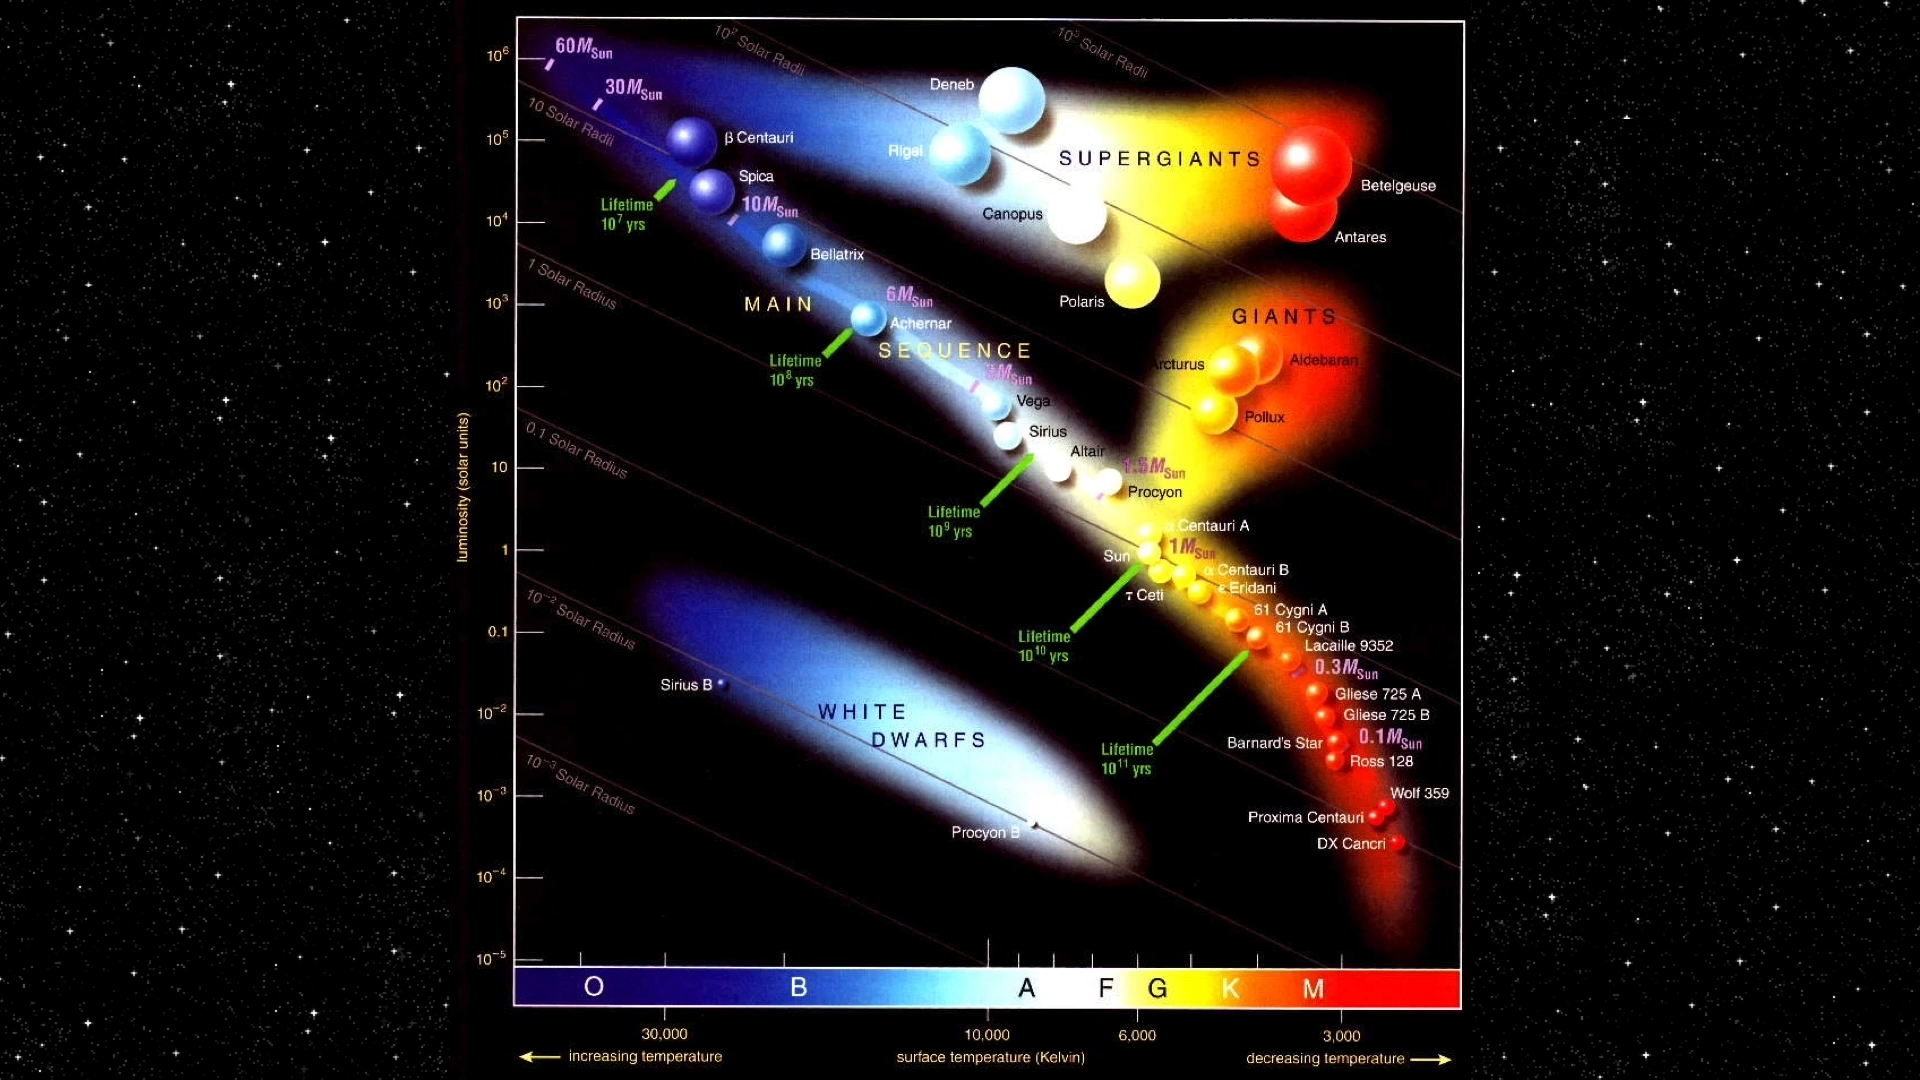 10² Solar Radii
10³ Solar Radii
10⁶
60MSun
30MSun
Deneb
10 Solar Radii
10⁵
β Centauri
Rigel
SUPERGIANTS
Spica
Betelgeuse
Lifetime
10⁷ yrs
10MSun
10⁴
Canopus
Antares
Bellatrix
1 Solar Radius
10³
MAIN
6MSun
Polaris
GIANTS
Achernar
SEQUENCE
Lifetime
10⁸ yrs
Arcturus
Aldebaran
10²
3MSun
Vega
Pollux
0.1 Solar Radius
Sirius
Altair
10
1.5MSun
Procyon
luminosity (solar units)
Lifetime
10⁹ yrs
α Centauri A
1
Sun
1MSun
α Centauri B
ε Eridani
τ Ceti
10⁻² Solar Radius
61 Cygni A
61 Cygni B
0.1
Lifetime
10¹⁰ yrs
Lacaille 9352
0.3MSun
Sirius B
Gliese 725 A
10⁻²
WHITE
DWARFS
Gliese 725 B
Barnard's Star
0.1MSun
Lifetime
10¹¹ yrs
Ross 128
10⁻³ Solar Radius
10⁻³
Wolf 359
Proxima Centauri
Procyon B
DX Cancri
10⁻⁴
10⁻⁵
O B A F G K M
30,000 10,000 6,000 3,000
increasing temperature surface temperature (Kelvin) decreasing temperature